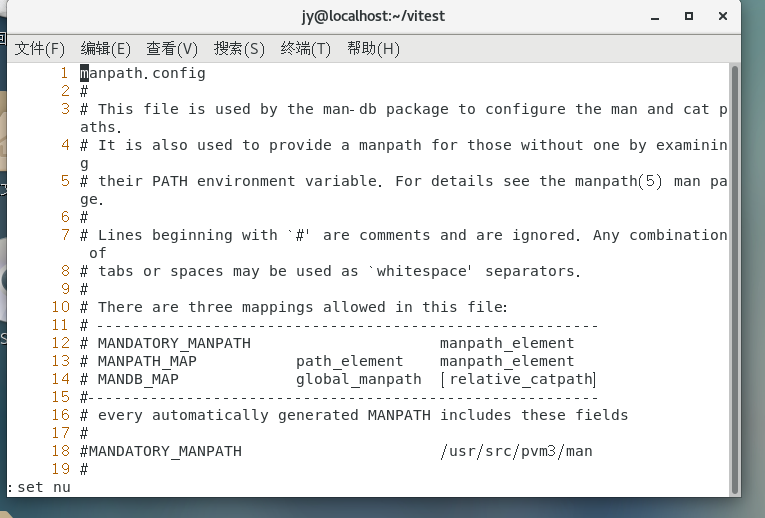 jy@localhost:~/vitest
文件(F) 编辑(E) 查看(V) 搜索(S) 终端(T) 帮助(H)
1 manpath.config
2 #
3 # This file is used by the man-db package to configure the man and cat p
aths.
4 # It is also used to provide a manpath for those without one by examinin
g
5 # their PATH environment variable. For details see the manpath(5) man pa
ge.
6 #
7 # Lines beginning with `#' are comments and are ignored. Any combination
of
8 # tabs or spaces may be used as `whitespace' separators.
9 #
10 # There are three mappings allowed in this file:
11 # --------------------------------------------------------
12 # MANDATORY_MANPATH manpath_element
13 # MANPATH_MAP path_element manpath_element
14 # MANDB_MAP global_manpath [relative_catpath]
15 #---------------------------------------------------------
16 # every automatically generated MANPATH includes these fields
17 #
18 #MANDATORY_MANPATH /usr/src/pvm3/man
19 #
:set nu